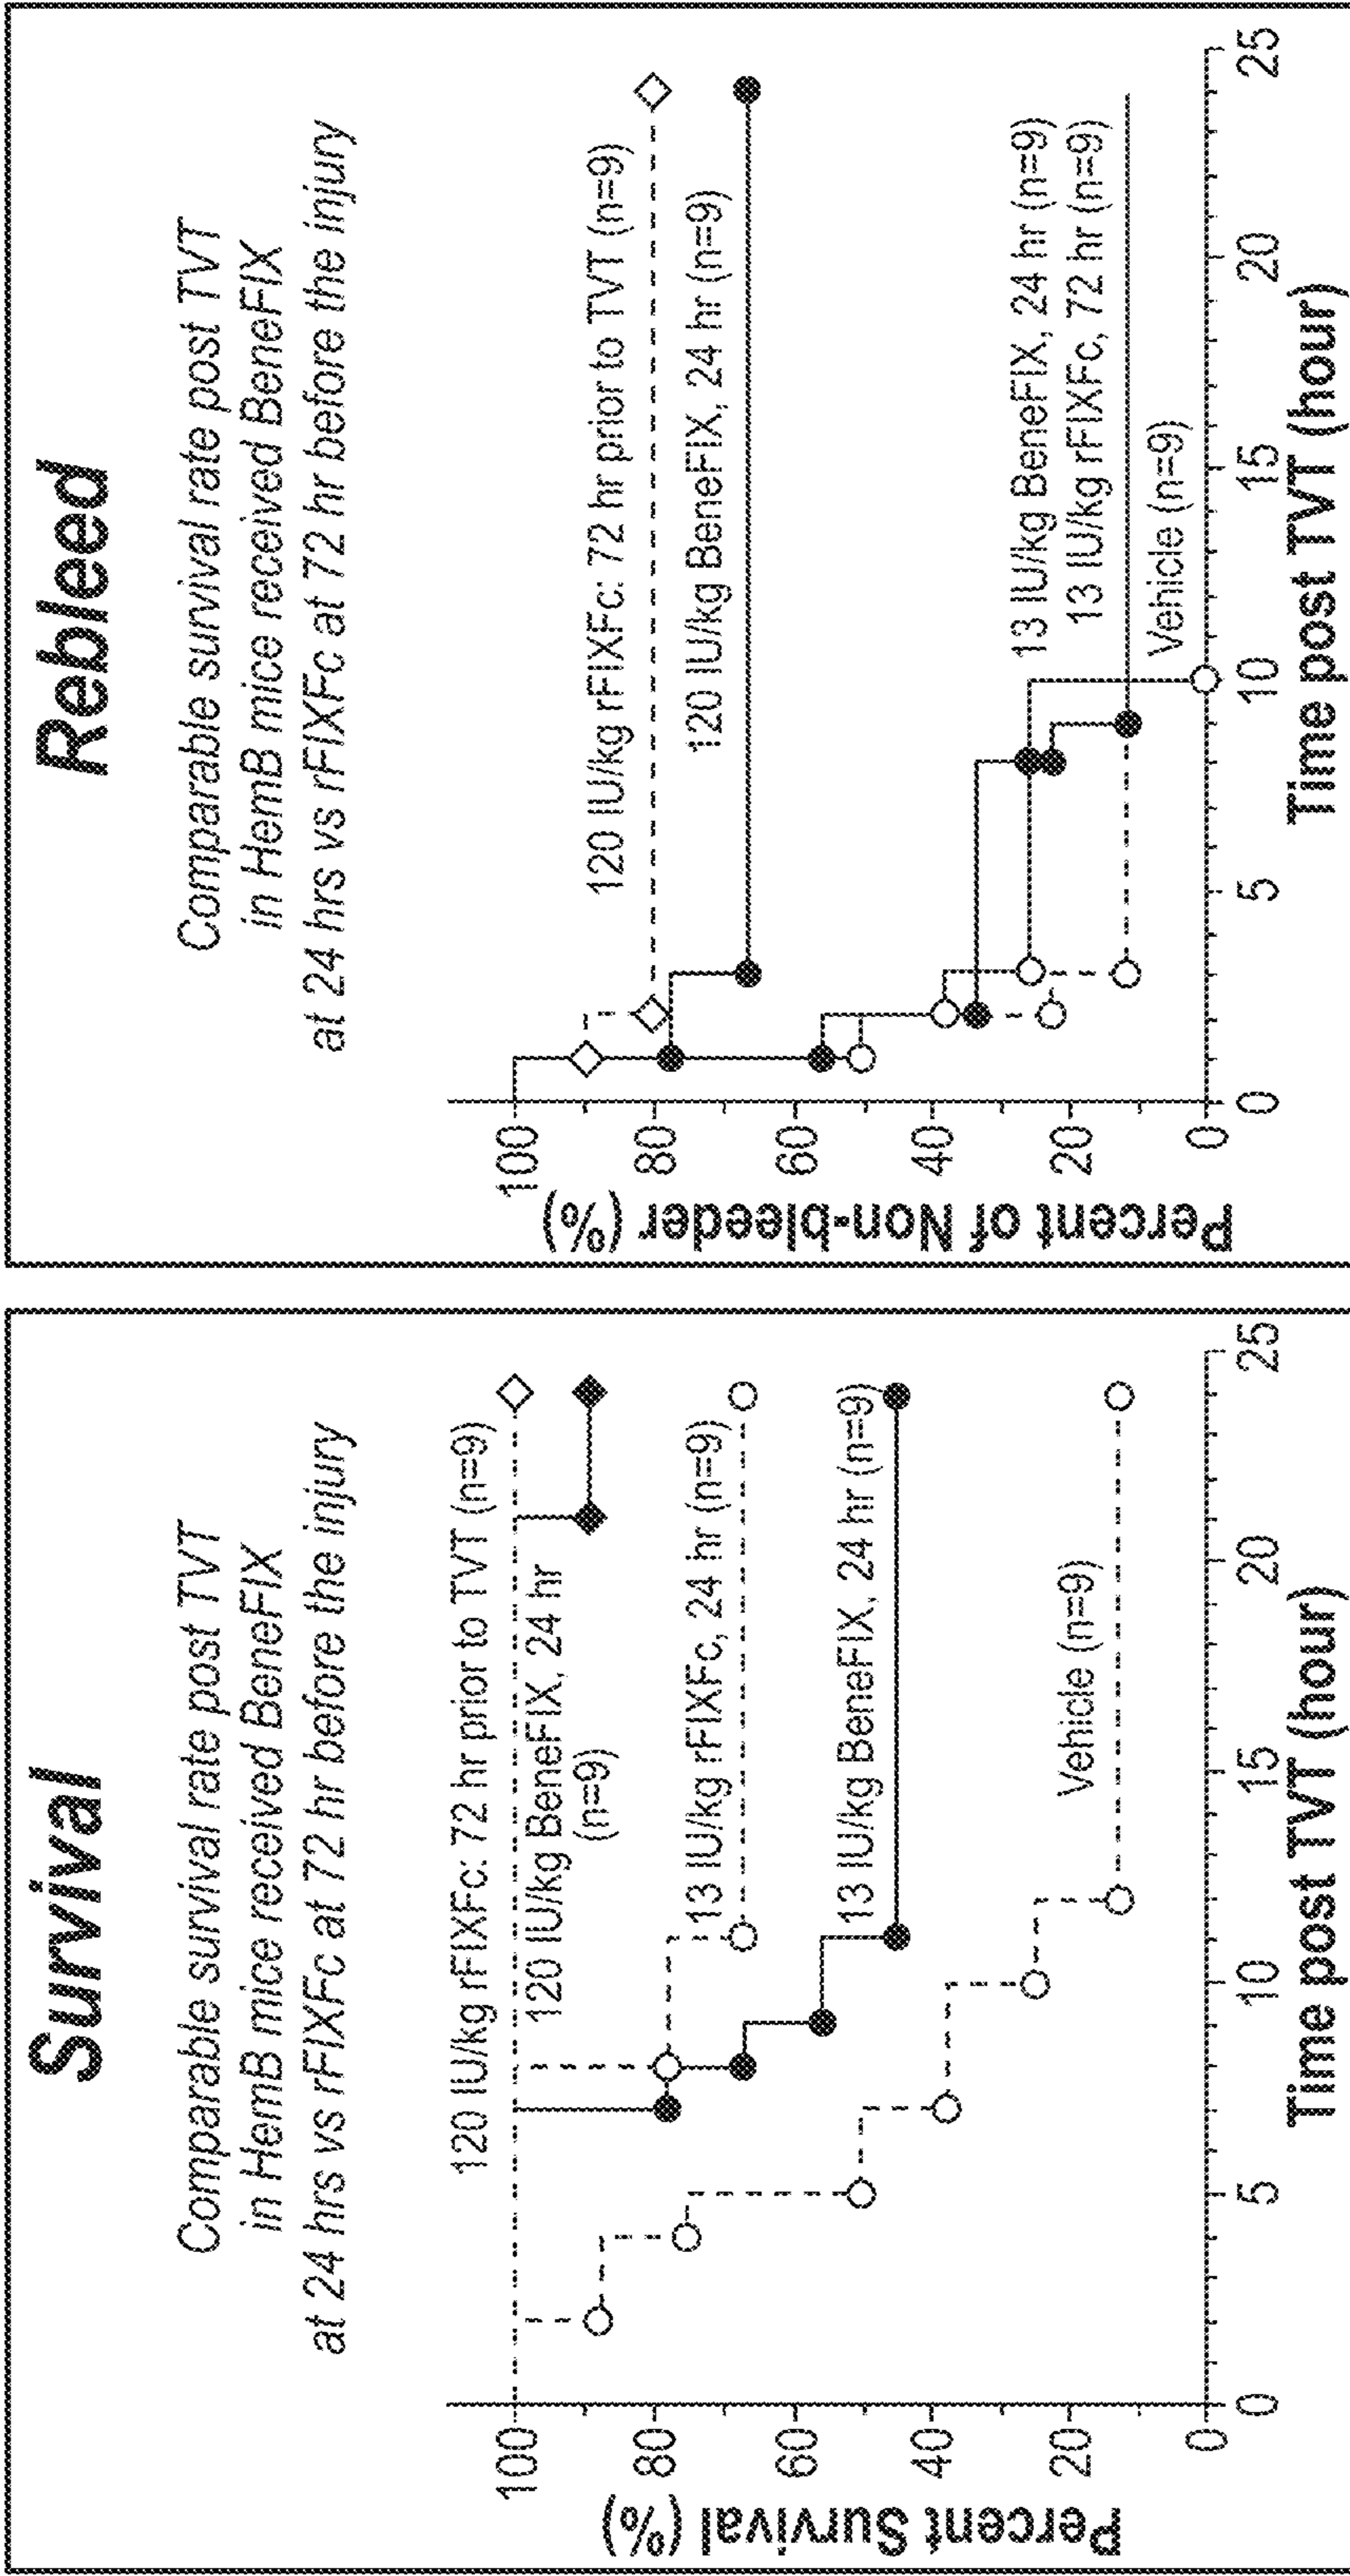 Survival
Comparable survival rate post TVT
in HemB mice received BeneFIX
at 24 hrs vs rFIXFc at 72 hr before the injury
120 IU/kg rFIXFc: 72 hr prior to TVT (n=9)
120 IU/kg BeneFIX, 24 hr
(n=9)
13 IU/kg rFIXFc, 24 hr (n=9)
13 IU/kg BeneFIX, 24 hr (n=9)
Vehicle (n=9)
Percent Survival (%)
100
80
60
40
20
0
0 5 10 15 20 25
Time post TVT (hour)
Rebleed
Comparable survival rate post TVT
in HemB mice received BeneFIX
at 24 hrs vs rFIXFc at 72 hr before the injury
120 IU/kg rFIXFc: 72 hr prior to TVT (n=9)
120 IU/kg BeneFIX, 24 hr (n=9)
13 IU/kg BeneFIX, 24 hr (n=9)
13 IU/kg rFIXFc, 72 hr (n=9)
Vehicle (n=9)
Percent of Non-bleeder (%)
100
80
60
40
20
0
0 5 10 15 20 25
Time post TVT (hour)